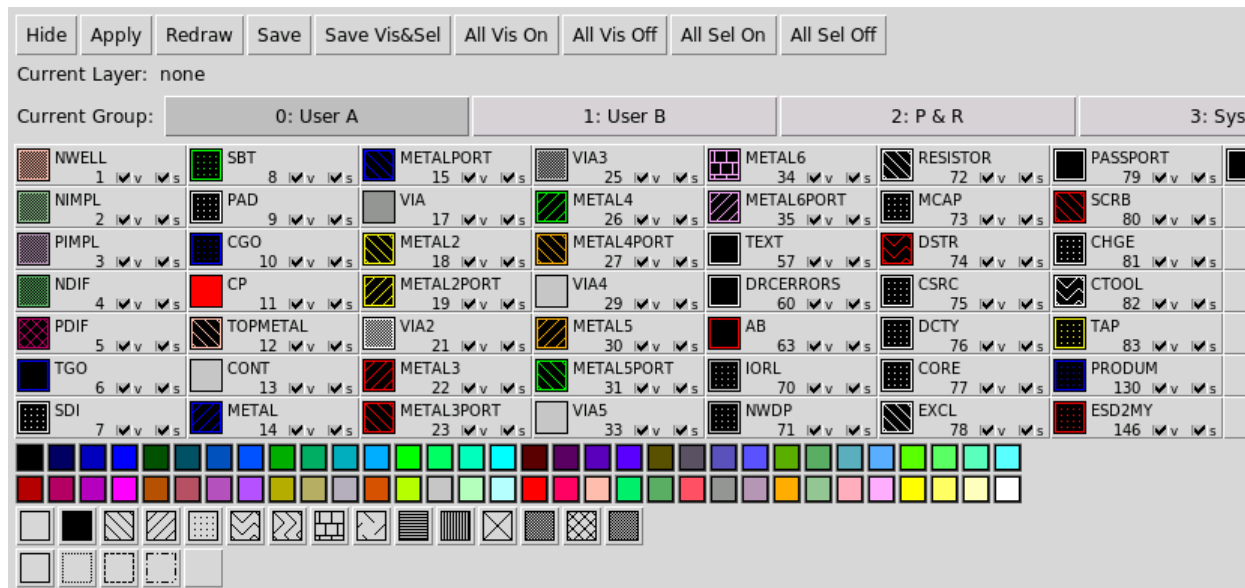 Hide Apply Redraw Save Save Vis&Sel All Vis On All Vis Off All Sel On All Sel Off
Current Layer: none
Current Group: 0: User A 1: User B 2: P & R 3: Sys
NWELL SBT METALPORT VIA3 METAL6 RESISTOR PASSPORT
1 v s 8 v s 15 v s 25 v s 34 v s 72 v s 79 v s
NIMPL PAD VIA METAL4 METAL6PORT MCAP SCRB
2 v s 9 v s 17 v s 26 v s 35 v s 73 v s 80 v s
PIMPL CGO METAL2 METAL4PORT TEXT DSTR CHGE
3 v s 10 v s 18 v s 27 v s 57 v s 74 v s 81 v s
NDIF CP METAL2PORT VIA4 DRCERRORS CSRC CTOOL
4 v s 11 v s 19 v s 29 v s 60 v s 75 v s 82 v s
PDIF TOPMETAL VIA2 METAL5 AB DCTY TAP
5 v s 12 v s 21 v s 30 v s 63 v s 76 v s 83 v s
TGO CONT METAL3 METAL5PORT IORL CORE PRODUM
6 v s 13 v s 22 v s 31 v s 70 v s 77 v s 130 v s
SDI METAL METAL3PORT VIA5 NWDP EXCL ESD2MY
7 v s 14 v s 23 v s 33 v s 71 v s 78 v s 146 v s